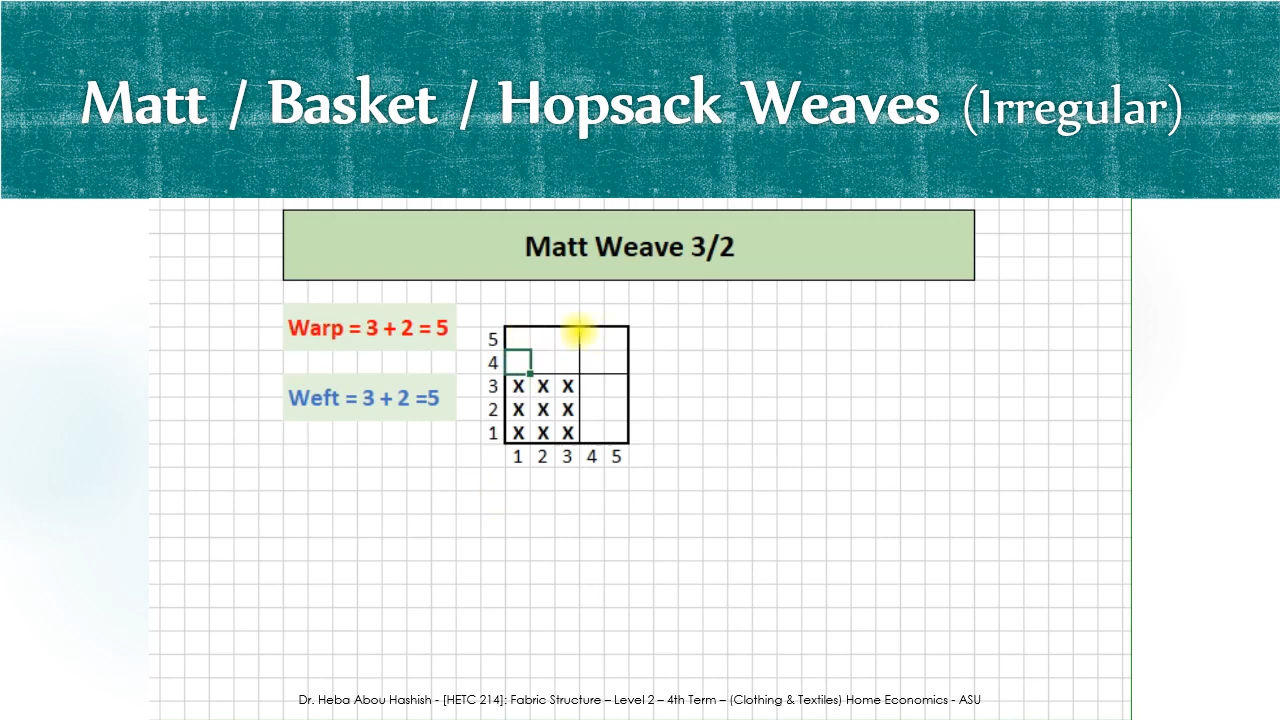 Matt / Basket / Hopsack Weaves (Irregular)
Matt Weave 3/2
Warp = 3 + 2 = 5
Weft = 3 + 2 =5
5
4
3 X X X
2 X X X
1 X X X
1 2 3 4 5
Dr. Heba Abou Hashish - [HETC 214]: Fabric Structure – Level 2 – 4th Term – (Clothing & Textiles) Home Economics - ASU